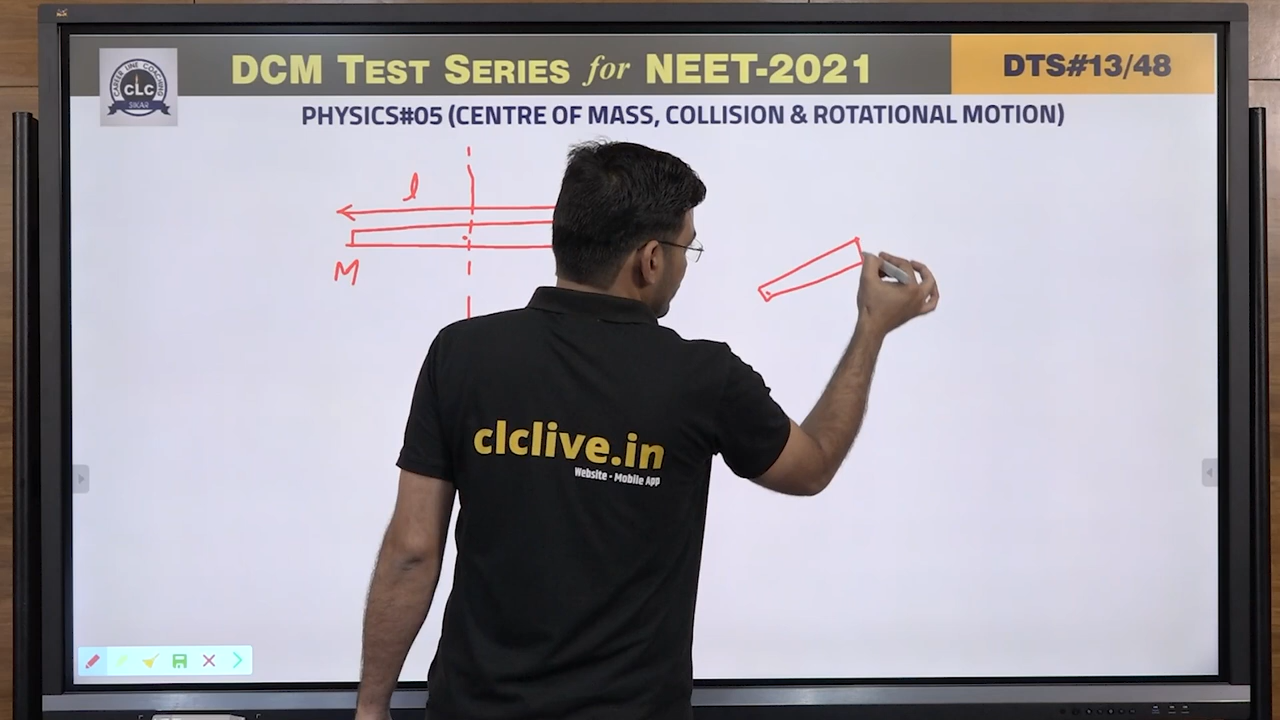 DCM TEST SERIES for NEET-2021
DTS#13/48
CAREER LINE COACHING
CLC
SIKAR
PHYSICS#05 (CENTRE OF MASS, COLLISION & ROTATIONAL MOTION)
l
M
clclive.in
Website - Mobile App